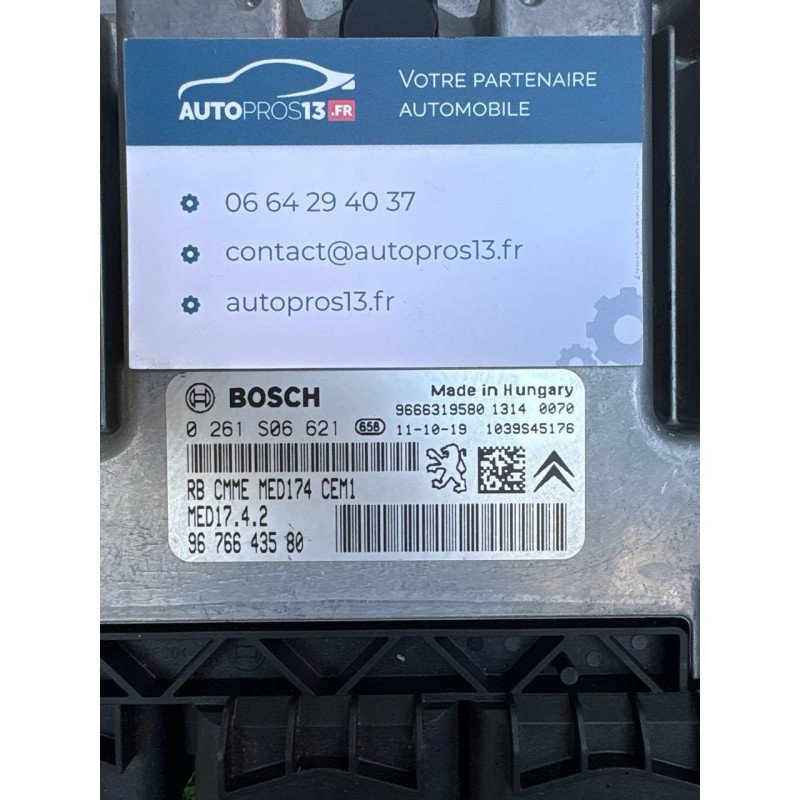 AUTOPROS13.FR
VOTRE PARTENAIRE
AUTOMOBILE
06 64 29 40 37
contact@autopros13.fr
autopros13.fr
BOSCH
Made in Hungary
9666319580 1314 0070
0 261 S06 621 658 11-10-19 1039S45176
RB CMME MED174 CEM1
MED17.4.2
96 766 435 80